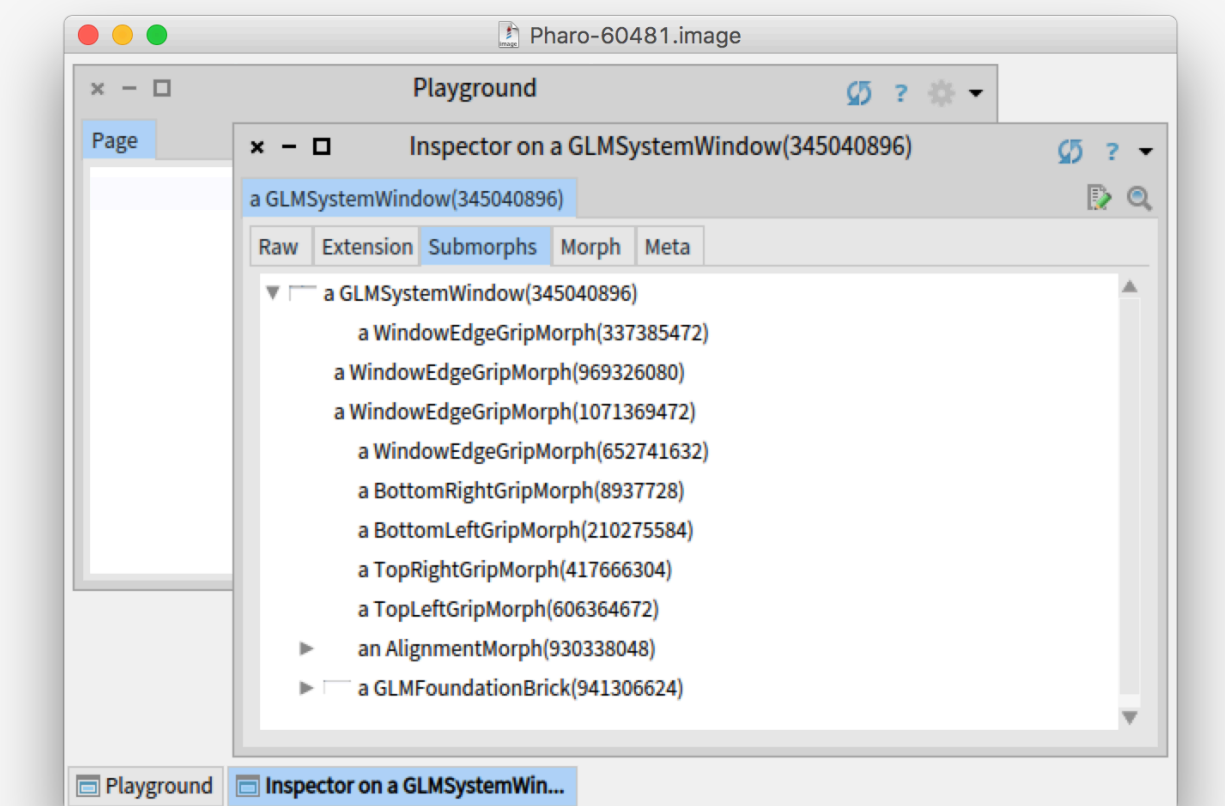 Pharo-60481.image
Playground
?
Page
Inspector on a GLMSystemWindow(345040896)
?
a GLMSystemWindow(345040896)
Raw Extension Submorphs Morph Meta
a GLMSystemWindow(345040896)
a WindowEdgeGripMorph(337385472)
a WindowEdgeGripMorph(969326080)
a WindowEdgeGripMorph(1071369472)
a WindowEdgeGripMorph(652741632)
a BottomRightGripMorph(8937728)
a BottomLeftGripMorph(210275584)
a TopRightGripMorph(417666304)
a TopLeftGripMorph(606364672)
an AlignmentMorph(930338048)
a GLMFoundationBrick(941306624)
Playground Inspector on a GLMSystemWin...